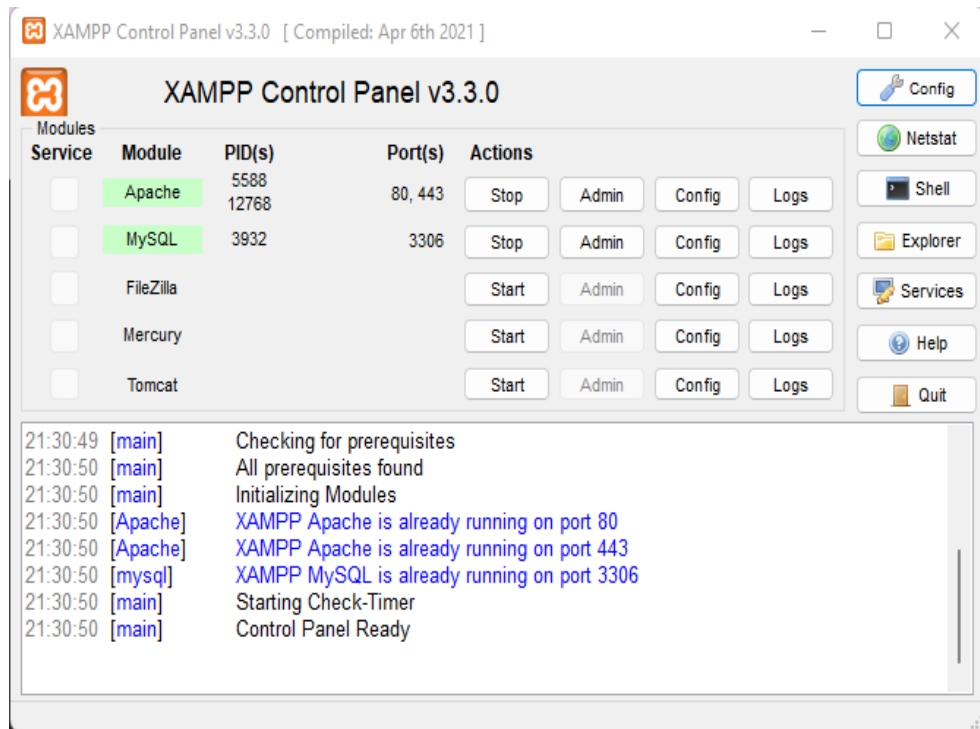 XAMPP Control Panel v3.3.0 [ Compiled: Apr 6th 2021 ]
XAMPP Control Panel v3.3.0
Config
Modules
Service Module PID(s) Port(s) Actions
Netstat
Apache 5588 12768 80, 443 Stop Admin Config Logs
Shell
MySQL 3932 3306 Stop Admin Config Logs
Explorer
FileZilla Start Admin Config Logs
Services
Mercury Start Admin Config Logs
Help
Tomcat Start Admin Config Logs
Quit
21:30:49 [main] Checking for prerequisites
21:30:50 [main] All prerequisites found
21:30:50 [main] Initializing Modules
21:30:50 [Apache] XAMPP Apache is already running on port 80
21:30:50 [Apache] XAMPP Apache is already running on port 443
21:30:50 [mysql] XAMPP MySQL is already running on port 3306
21:30:50 [main] Starting Check-Timer
21:30:50 [main] Control Panel Ready